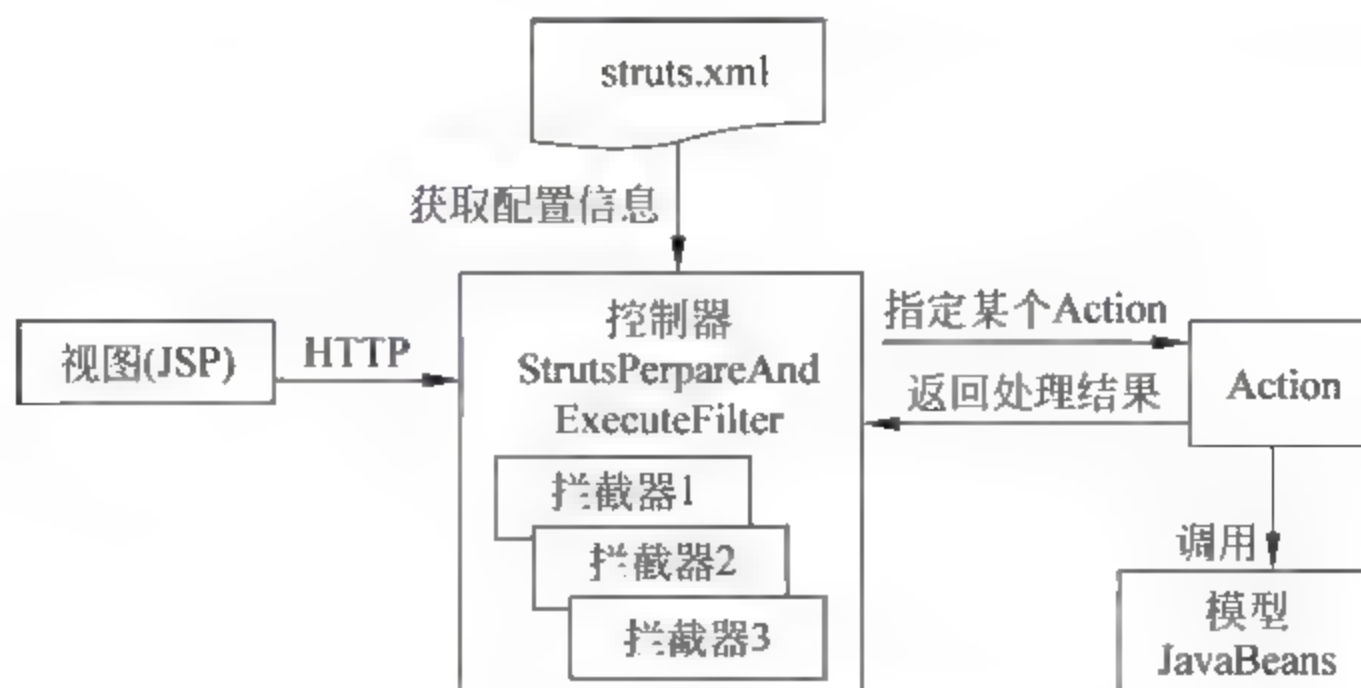 struts.xml
获取配置信息
视图(JSP)
HTTP
控制器
StrutsPerpareAnd
ExecuteFilter
拦截器1
拦截器2
拦截器3
指定某个Action
返回处理结果
Action
调用
模型
JavaBeans